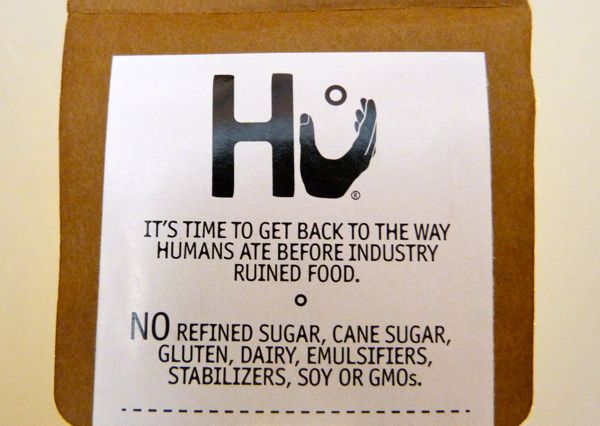 Hu
®
IT'S TIME TO GET BACK TO THE WAY
HUMANS ATE BEFORE INDUSTRY
RUINED FOOD.
NO REFINED SUGAR, CANE SUGAR,
GLUTEN, DAIRY, EMULSIFIERS,
STABILIZERS, SOY OR GMOs.